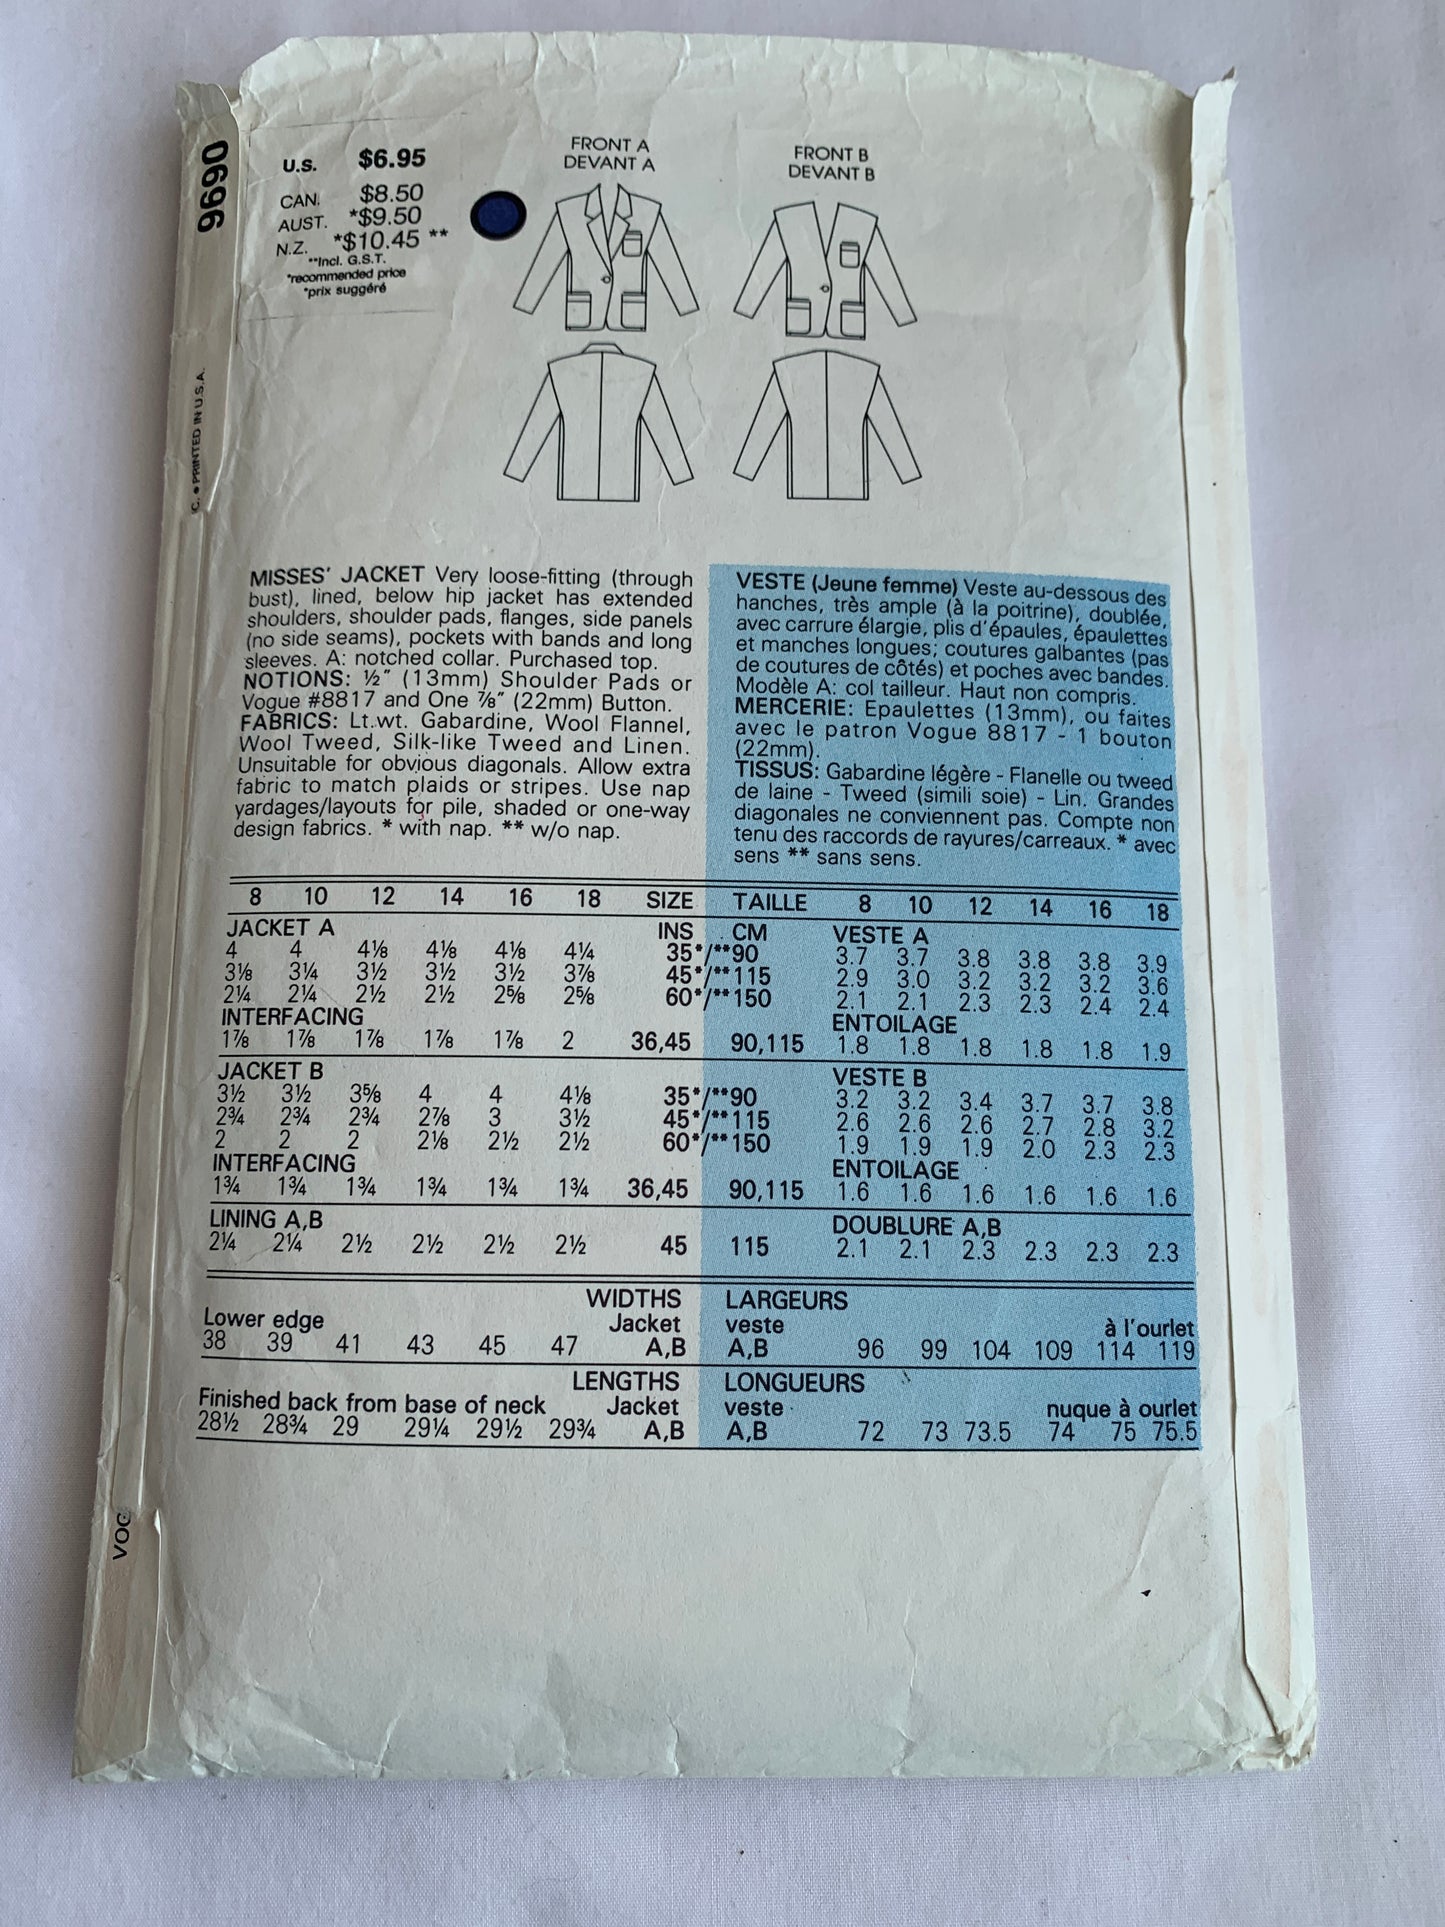 9690
C. ● PRINTED IN U.S.A.
VOG
U.S. $6.95
CAN. $8.50
AUST. *$9.50
N.Z. *$10.45 **
**Incl. G.S.T.
*recommended price
*prix suggéré
FRONT A
DEVANT A
FRONT B
DEVANT B
MISSES' JACKET Very loose-fitting (through
bust), lined, below hip jacket has extended
shoulders, shoulder pads, flanges, side panels
(no side seams), pockets with bands and long
sleeves. A: notched collar. Purchased top.
NOTIONS: ½" (13mm) Shoulder Pads or
Vogue #8817 and One ⅞" (22mm) Button.
FABRICS: Lt.wt. Gabardine, Wool Flannel,
Wool Tweed, Silk-like Tweed and Linen.
Unsuitable for obvious diagonals. Allow extra
fabric to match plaids or stripes. Use nap
yardages/layouts for pile, shaded or one-way
design fabrics. * with nap. ** w/o nap.
VESTE (Jeune femme) Veste au-dessous des
hanches, très ample (à la poitrine), doublée,
avec carrure élargie, plis d'épaules, épaulettes
et manches longues; coutures galbantes (pas
de coutures de côtés) et poches avec bandes.
Modèle A: col tailleur. Haut non compris.
MERCERIE: Epaulettes (13mm), ou faites
avec le patron Vogue 8817 - 1 bouton
(22mm).
TISSUS: Gabardine légère - Flanelle ou tweed
de laine - Tweed (simili soie) - Lin. Grandes
diagonales ne conviennent pas. Compte non
tenu des raccords de rayures/carreaux. * avec
sens ** sans sens.
8 10 12 14 16 18 SIZE TAILLE 8 10 12 14 16 18
JACKET A INS CM VESTE A
4 4 4⅛ 4⅛ 4⅛ 4¼ 35*/**90 3.7 3.7 3.8 3.8 3.8 3.9
3⅛ 3¼ 3½ 3½ 3½ 3⅞ 45*/**115 2.9 3.0 3.2 3.2 3.2 3.6
2¼ 2¼ 2½ 2½ 2⅝ 2⅝ 60*/**150 2.1 2.1 2.3 2.3 2.4 2.4
INTERFACING ENTOILAGE
1⅞ 1⅞ 1⅞ 1⅞ 1⅞ 2 36,45 90,115 1.8 1.8 1.8 1.8 1.8 1.9
JACKET B VESTE B
3½ 3½ 3⅝ 4 4 4⅛ 35*/**90 3.2 3.2 3.4 3.7 3.7 3.8
2¾ 2¾ 2¾ 2⅞ 3 3½ 45*/**115 2.6 2.6 2.6 2.7 2.8 3.2
2 2 2 2⅛ 2½ 2½ 60*/**150 1.9 1.9 1.9 2.0 2.3 2.3
INTERFACING ENTOILAGE
1¾ 1¾ 1¾ 1¾ 1¾ 1¾ 36,45 90,115 1.6 1.6 1.6 1.6 1.6 1.6
LINING A,B DOUBLURE A,B
2¼ 2¼ 2½ 2½ 2½ 2½ 45 115 2.1 2.1 2.3 2.3 2.3 2.3
WIDTHS LARGEURS
Lower edge Jacket veste à l'ourlet
38 39 41 43 45 47 A,B A,B 96 99 104 109 114 119
LENGTHS LONGUEURS
Finished back from base of neck Jacket veste nuque à ourlet
28½ 28¾ 29 29¼ 29½ 29¾ A,B A,B 72 73 73.5 74 75 75.5